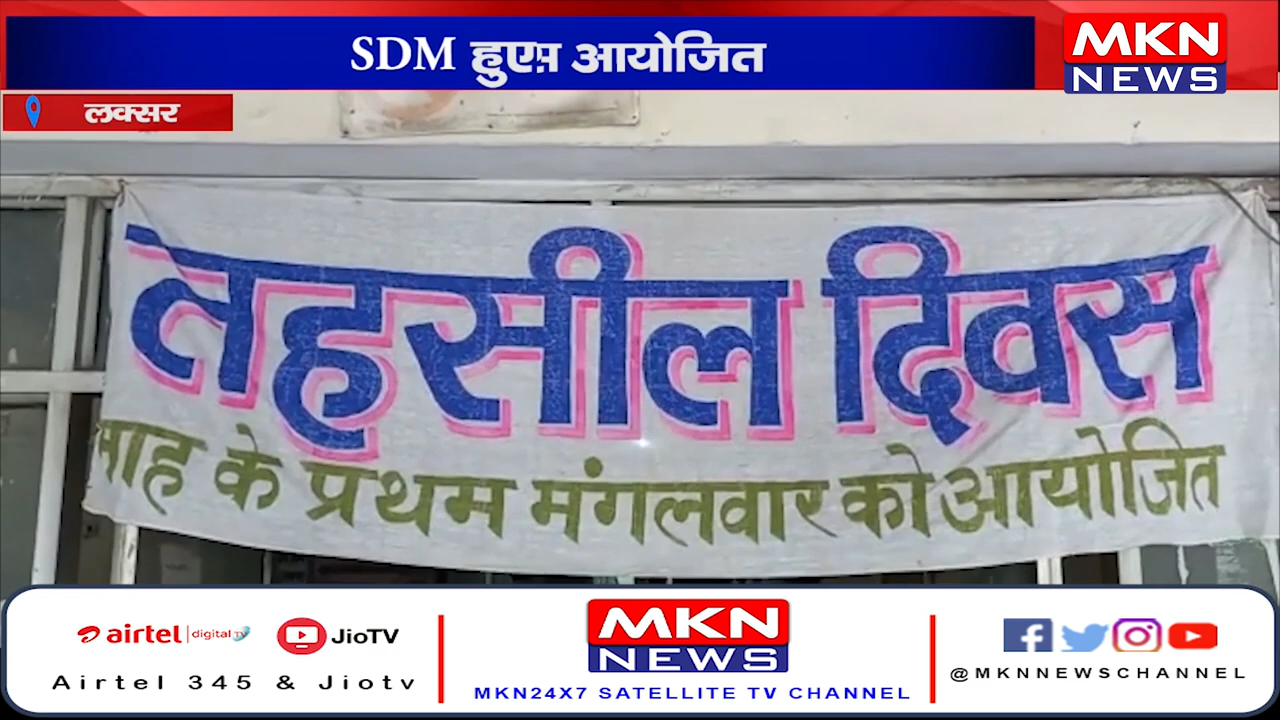 SDM हुए आयोजित
MKN
NEWS
लक्सर
तहसील दिवस
माह के प्रथम मंगलवार को आयोजित
airtel digital TV
JioTV
Airtel 345 & Jiotv
MKN
NEWS
MKN24X7 SATELLITE TV CHANNEL
@MKNNEWSCHANNEL